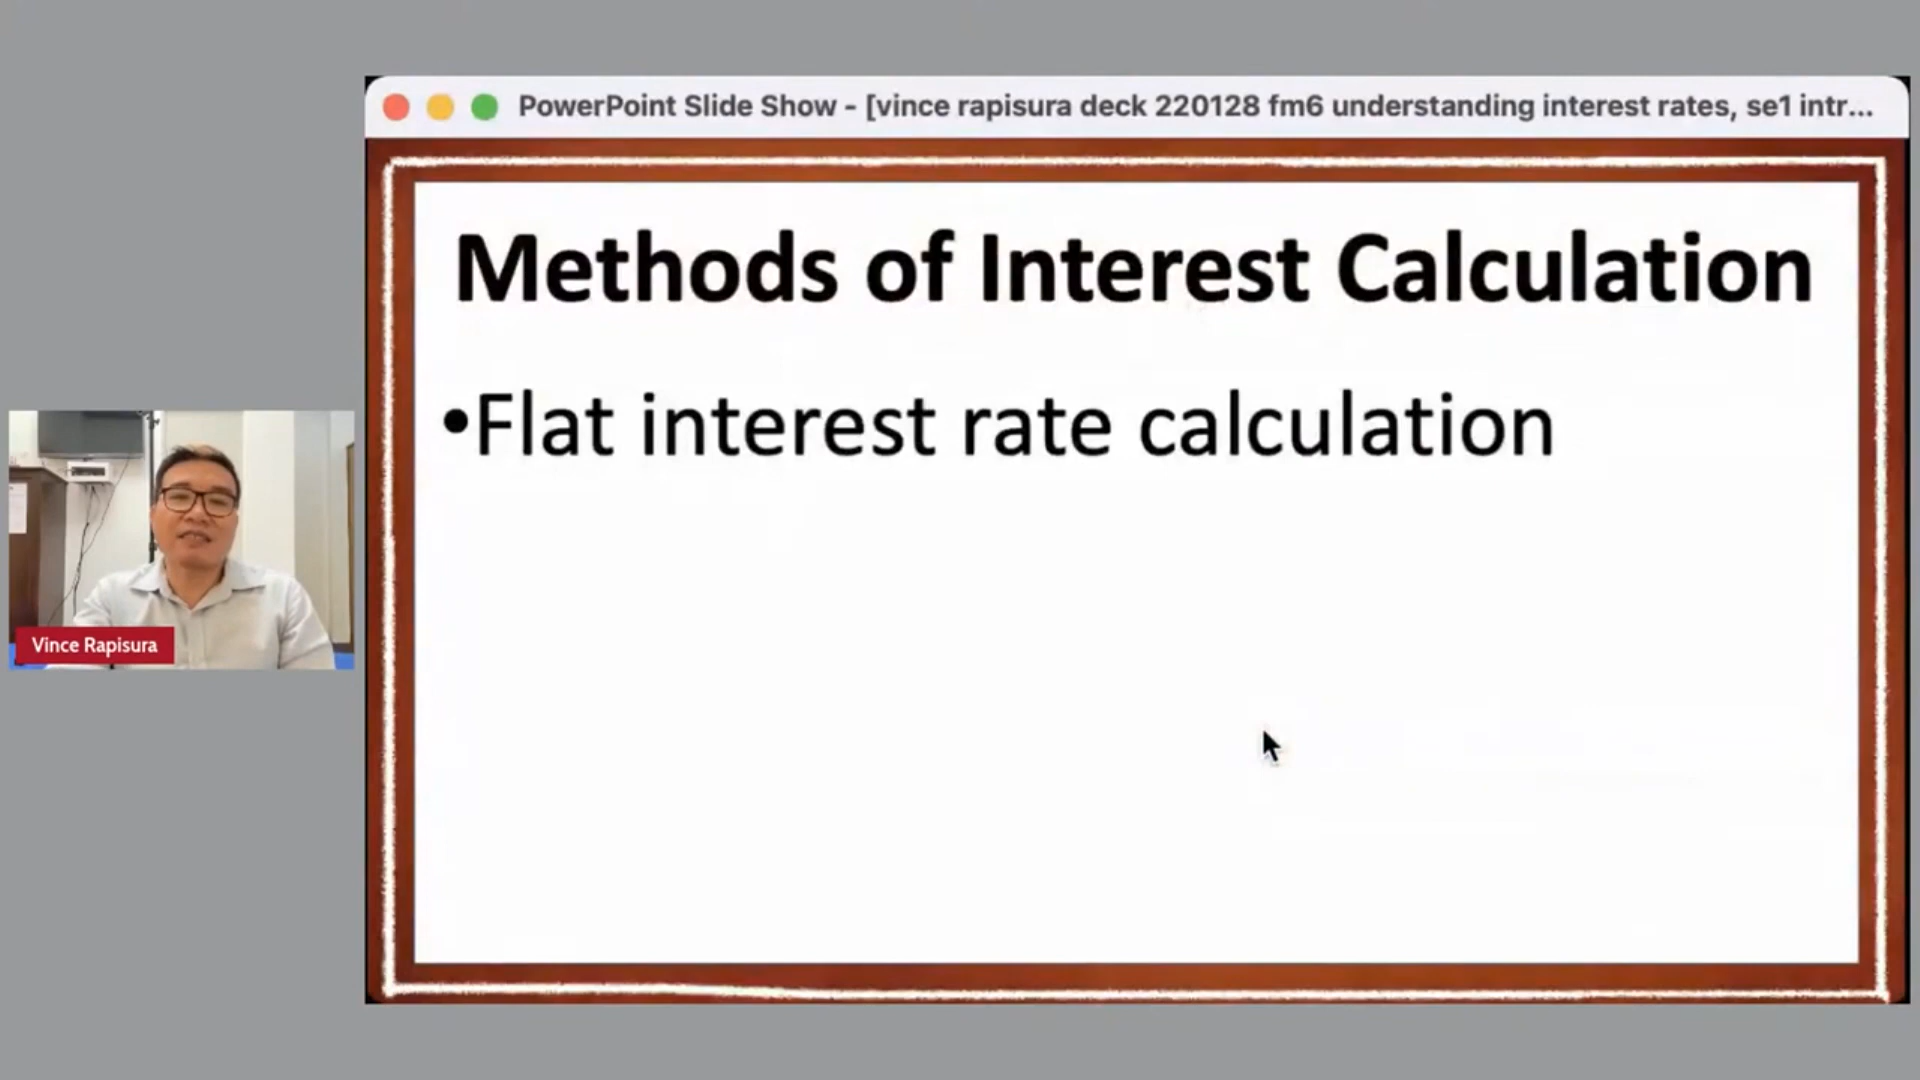 PowerPoint Slide Show - [vince rapisura deck 220128 fm6 understanding interest rates, se1 intr...
Methods of Interest Calculation
•Flat interest rate calculation
Vince Rapisura